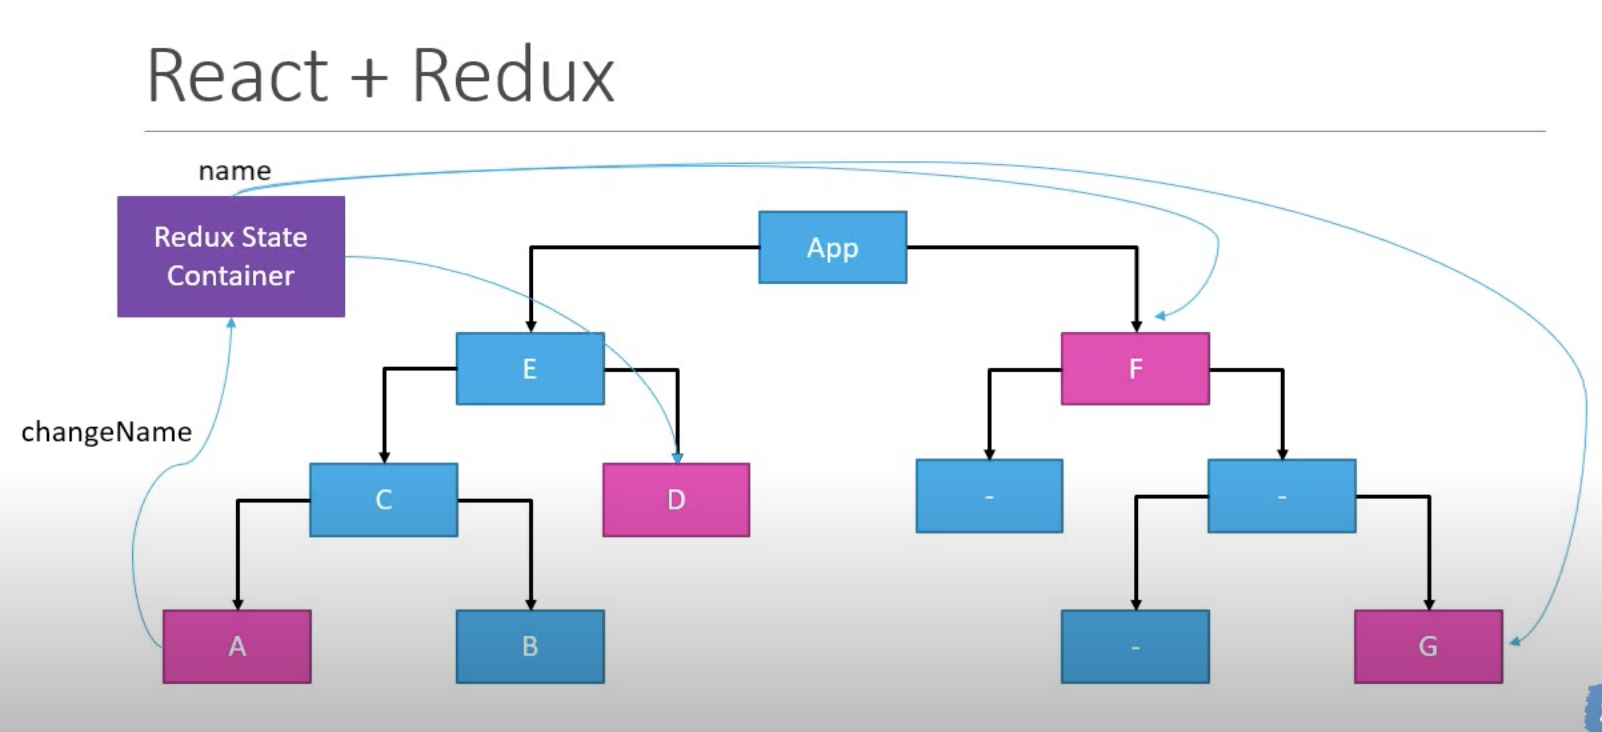 React + Redux
name
Redux State
Container
App
E
F
changeName
C
D
-
-
A
B
-
G